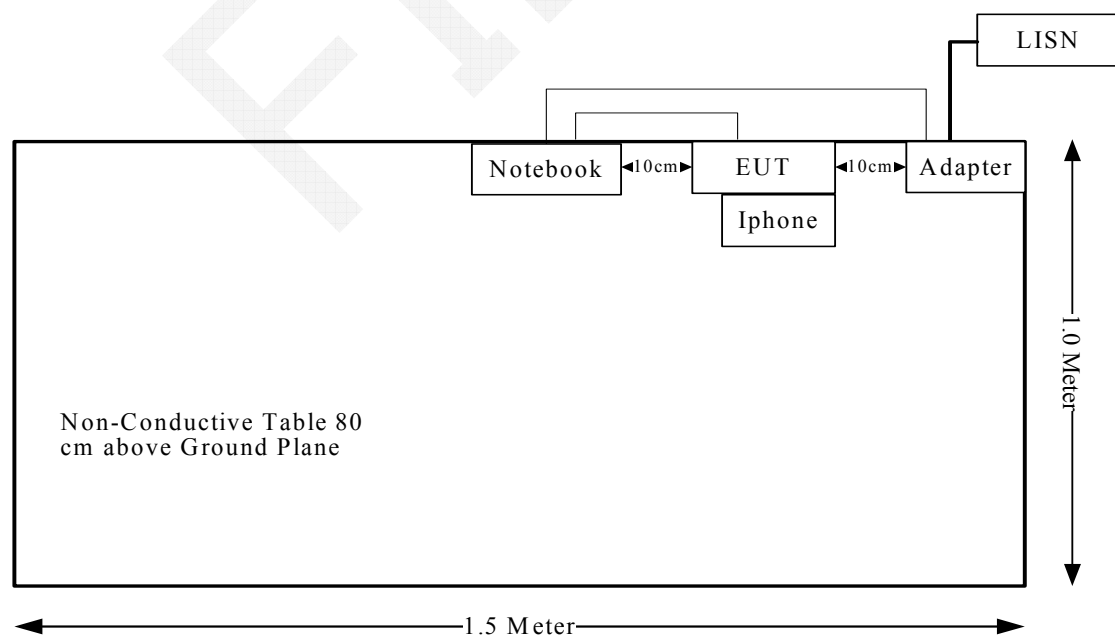 LISN
Notebook
10cm
EUT
10cm
Adapter
Iphone
1.0 Meter
Non-Conductive Table 80
cm above Ground Plane
1.5 Meter